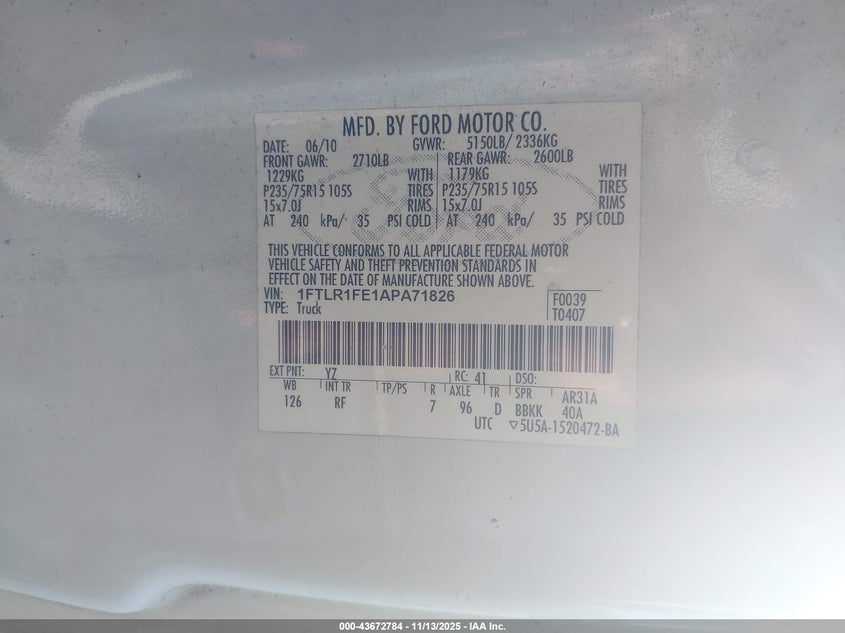 MFD. BY FORD MOTOR CO.
DATE: 06/10 GVWR: 5150LB/ 2336KG
FRONT GAWR: 2710LB REAR GAWR: 2600LB
1229KG WITH 1179KG WITH
P235/75R15 105S TIRES P235/75R15 105S TIRES
15x7.0J RIMS 15x7.0J RIMS
AT 240 kPa/ 35 PSI COLD AT 240 kPa/ 35 PSI COLD
THIS VEHICLE CONFORMS TO ALL APPLICABLE FEDERAL MOTOR
VEHICLE SAFETY AND THEFT PREVENTION STANDARDS IN
EFFECT ON THE DATE OF MANUFACTURE SHOWN ABOVE.
VIN: 1FTLR1FE1APA71826 F0039
TYPE: Truck T0407
EXT PNT: YZ RC: 41 DSO:
WB INT TR TP/PS R AXLE TR SPR AR31A
126 RF 7 96 D BBKK 40A
UTC ▽5U5A-1520472-BA
000-43672784 - 11/13/2025 - IAA Inc.